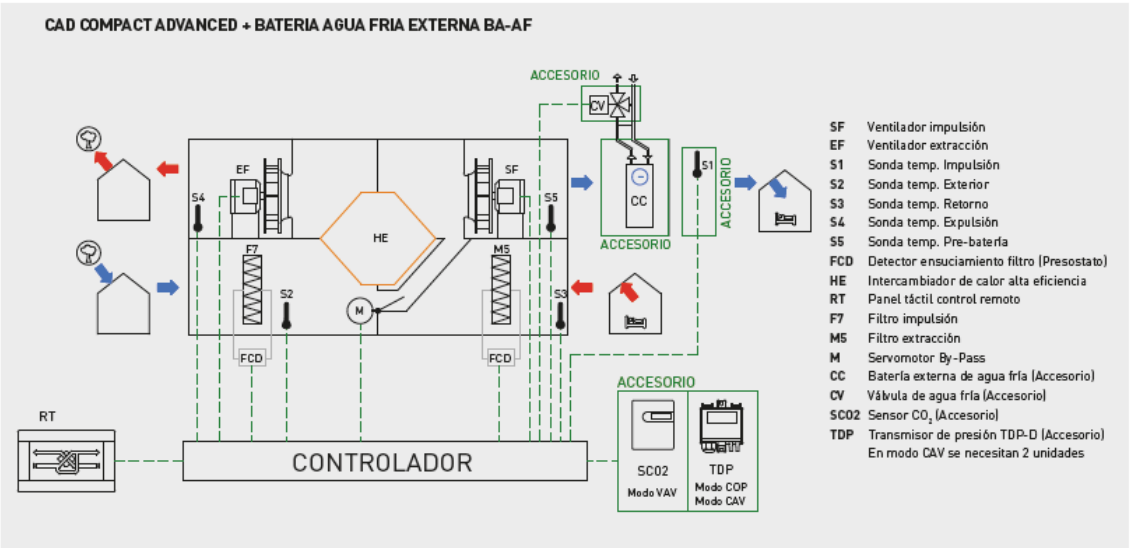 CAD COMPACT ADVANCED + BATERIA AGUA FRIA EXTERNA BA-AF
ACCESORIO
CV
EF
SF
S4
S5
HE
CC
S1
ACCESORIO
ACCESORIO
F7
M5
S2
M
S3
FCD
FCD
RT
CONTROLADOR
ACCESORIO
SCO2
Modo VAV
TDP
Modo COP
Modo CAV
SF Ventilador impulsión
EF Ventilador extracción
S1 Sonda temp. Impulsión
S2 Sonda temp. Exterior
S3 Sonda temp. Retorno
S4 Sonda temp. Expulsión
S5 Sonda temp. Pre-batería
FCD Detector ensuciamiento filtro (Presostato)
HE Intercambiador de calor alta eficiencia
RT Panel táctil control remoto
F7 Filtro impulsión
M5 Filtro extracción
M Servomotor By-Pass
CC Batería externa de agua fría (Accesorio)
CV Válvula de agua fría (Accesorio)
SCO2 Sensor CO₂ (Accesorio)
TDP Transmisor de presión TDP-D (Accesorio)
En modo CAV se necesitan 2 unidades